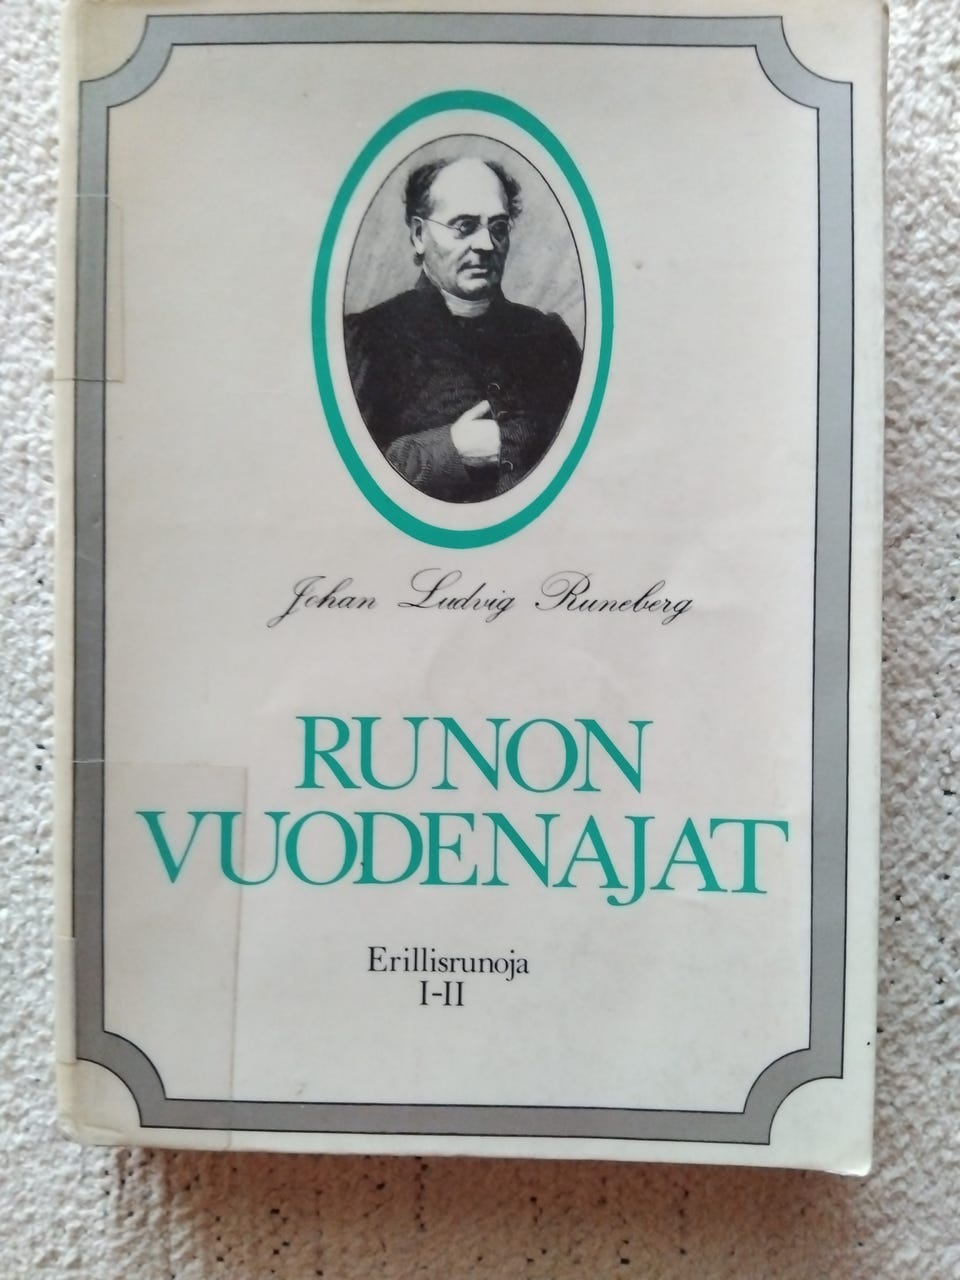 Johan Ludvig Runeberg
RUNON
VUODENAJAT
Erillisrunoja
I-II